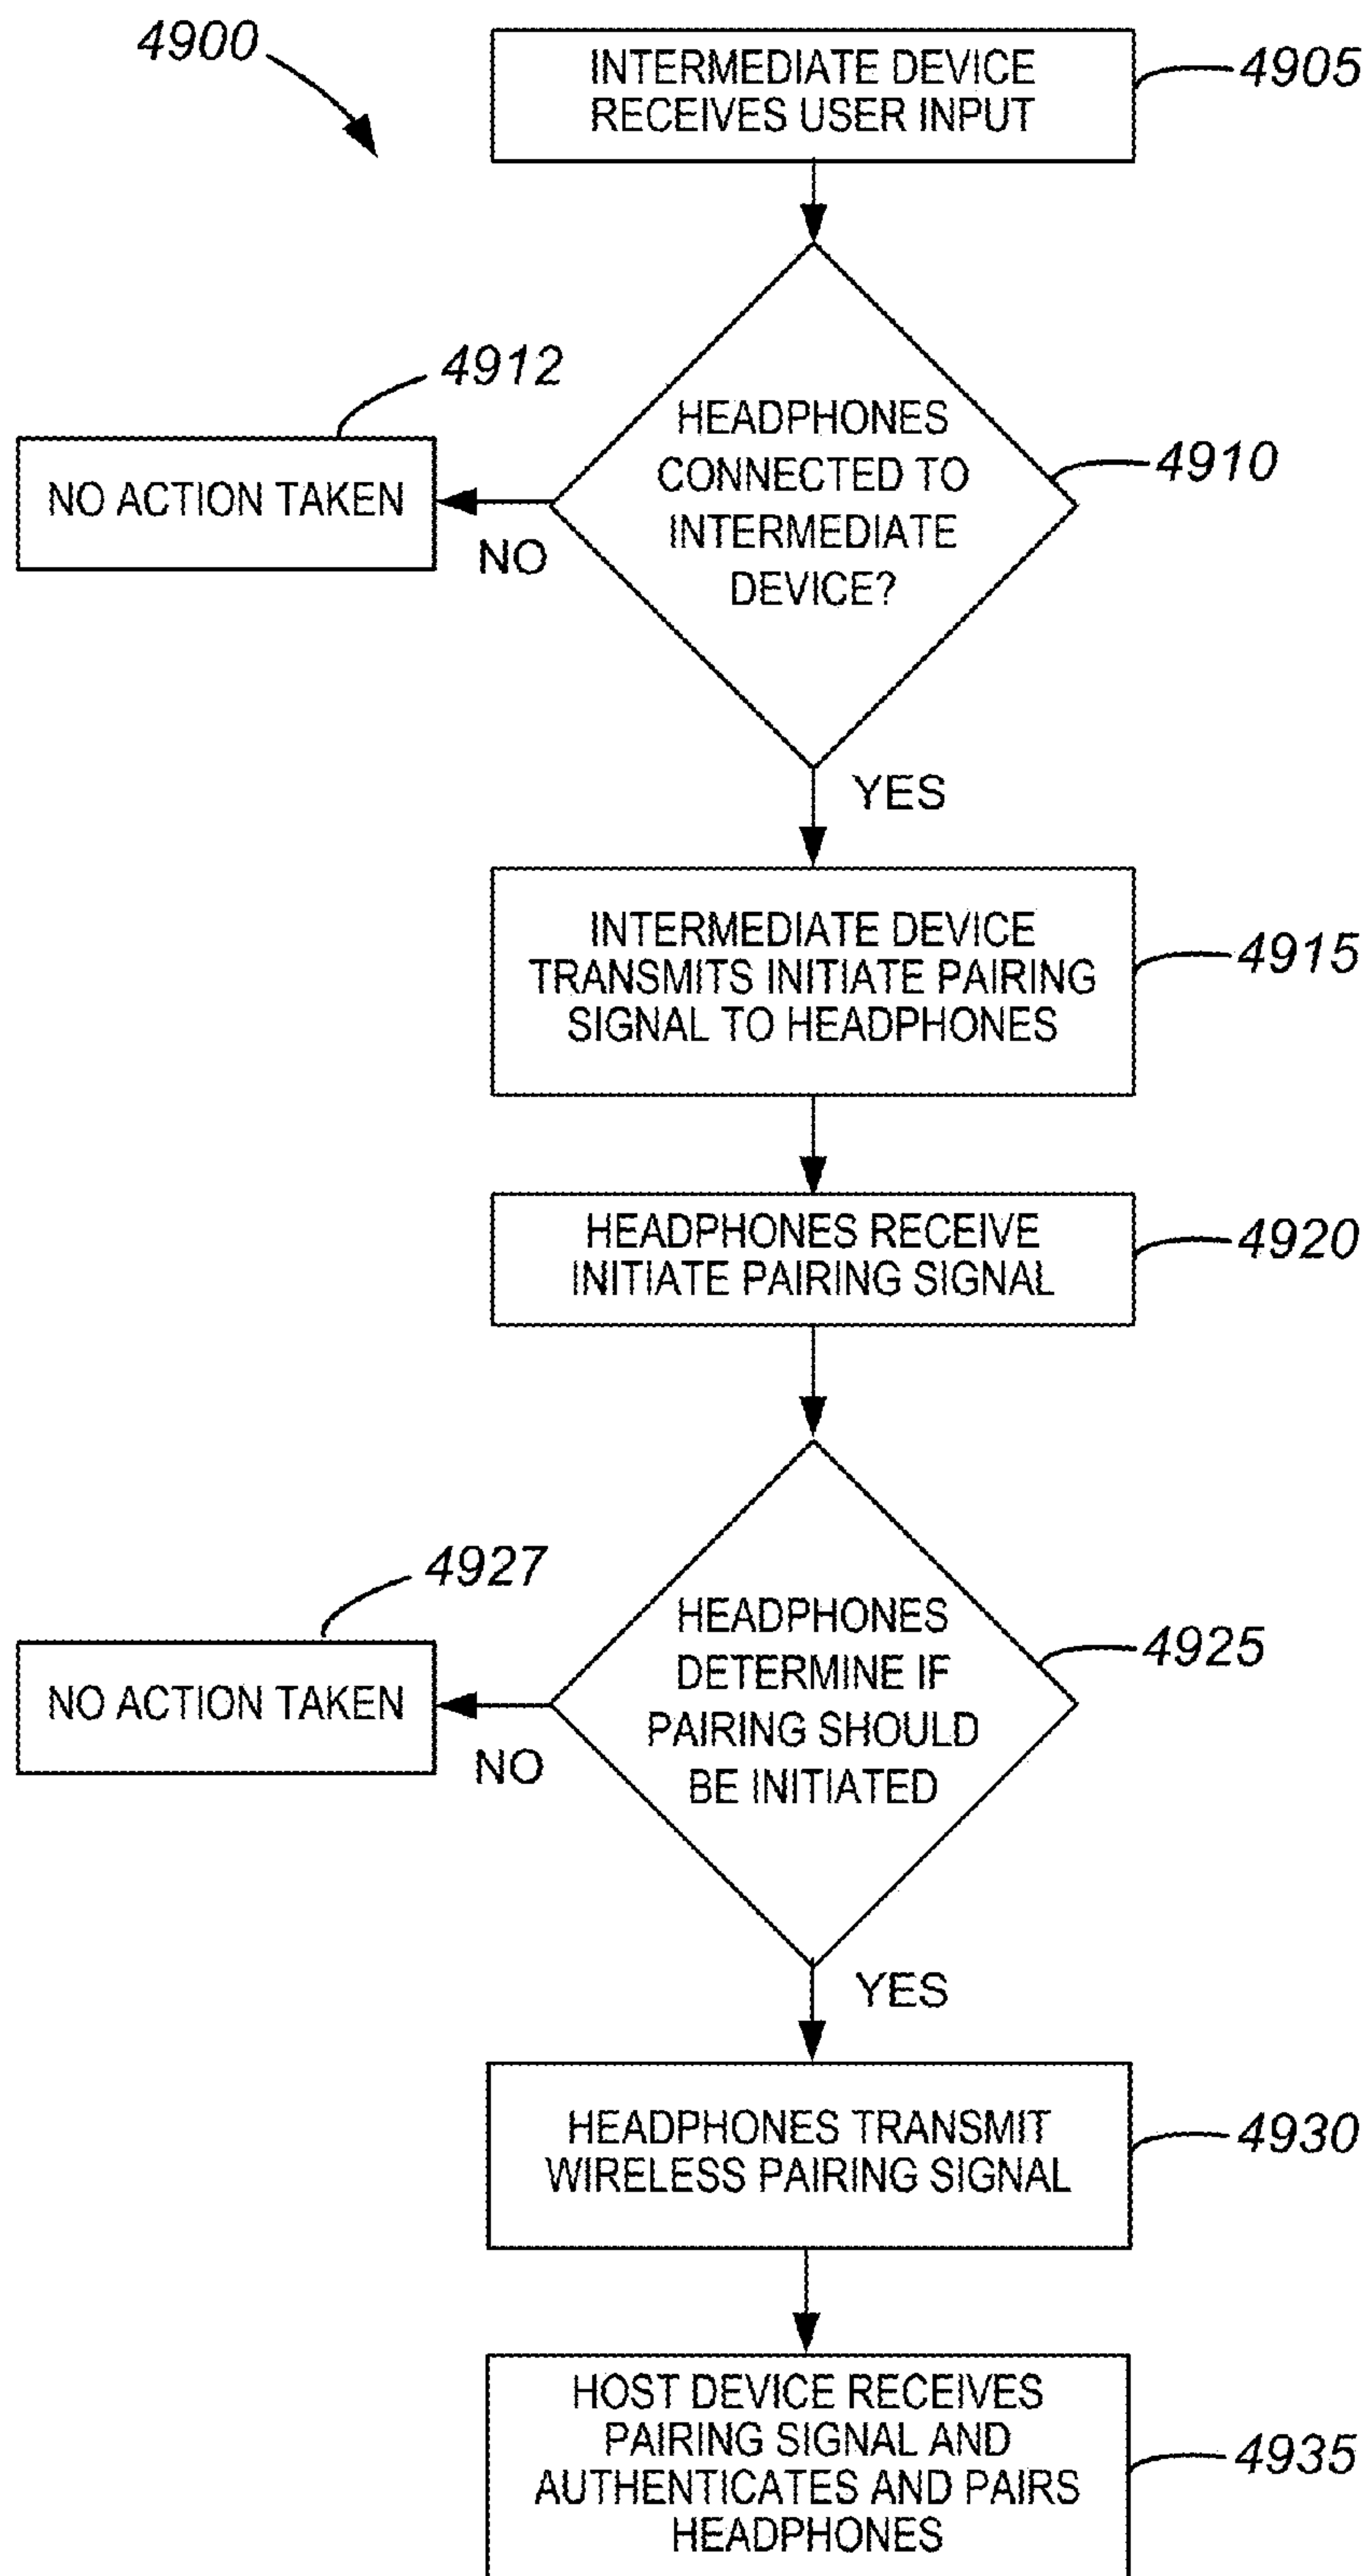 4900
INTERMEDIATE DEVICE
RECEIVES USER INPUT
4905
HEADPHONES
CONNECTED TO
INTERMEDIATE
DEVICE?
4910
4912
NO ACTION TAKEN
NO
YES
INTERMEDIATE DEVICE
TRANSMITS INITIATE PAIRING
SIGNAL TO HEADPHONES
4915
HEADPHONES RECEIVE
INITIATE PAIRING SIGNAL
4920
HEADPHONES
DETERMINE IF
PAIRING SHOULD
BE INITIATED
4925
4927
NO ACTION TAKEN
NO
YES
HEADPHONES TRANSMIT
WIRELESS PAIRING SIGNAL
4930
HOST DEVICE RECEIVES
PAIRING SIGNAL AND
AUTHENTICATES AND PAIRS
HEADPHONES
4935